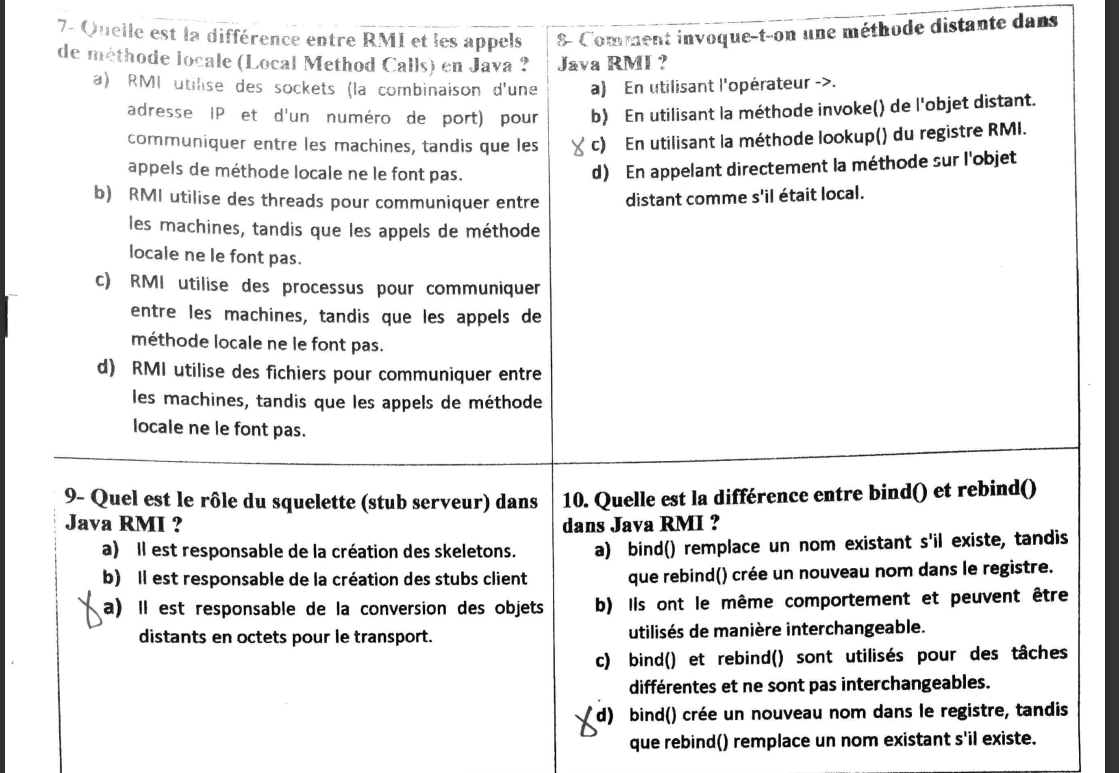 7- Quelle est la différence entre RMI et les appels
de méthode locale (Local Method Calls) en Java ?
a) RMI utilise des sockets (la combinaison d'une
adresse IP et d'un numéro de port) pour
communiquer entre les machines, tandis que les
appels de méthode locale ne le font pas.
b) RMI utilise des threads pour communiquer entre
les machines, tandis que les appels de méthode
locale ne le font pas.
c) RMI utilise des processus pour communiquer
entre les machines, tandis que les appels de
méthode locale ne le font pas.
d) RMI utilise des fichiers pour communiquer entre
les machines, tandis que les appels de méthode
locale ne le font pas.
8- Comment invoque-t-on une méthode distante dans
Java RMI ?
a) En utilisant l'opérateur ->.
b) En utilisant la méthode invoke() de l'objet distant.
c) En utilisant la méthode lookup() du registre RMI.
d) En appelant directement la méthode sur l'objet
distant comme s'il était local.
9- Quel est le rôle du squelette (stub serveur) dans
Java RMI ?
a) Il est responsable de la création des skeletons.
b) Il est responsable de la création des stubs client
a) Il est responsable de la conversion des objets
distants en octets pour le transport.
10. Quelle est la différence entre bind() et rebind()
dans Java RMI ?
a) bind() remplace un nom existant s'il existe, tandis
que rebind() crée un nouveau nom dans le registre.
b) Ils ont le même comportement et peuvent être
utilisés de manière interchangeable.
c) bind() et rebind() sont utilisés pour des tâches
différentes et ne sont pas interchangeables.
d) bind() crée un nouveau nom dans le registre, tandis
que rebind() remplace un nom existant s'il existe.